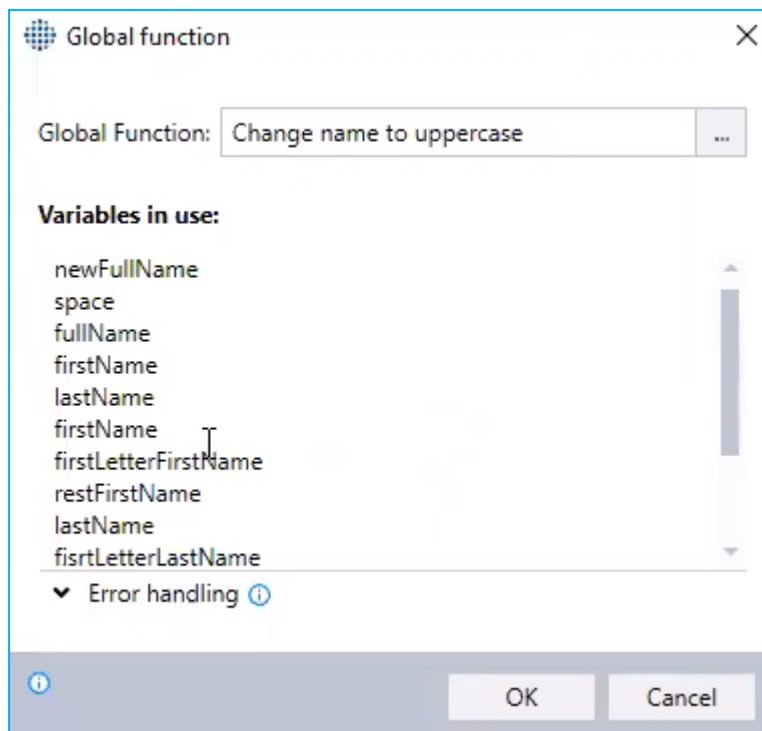 Global function
Global Function: Change name to uppercase ...
Variables in use:
newFullName
space
fullName
firstName
lastName
firstName
firstLetterFirstName
restFirstName
lastName
fisrtLetterLastName
Error handling
OK Cancel